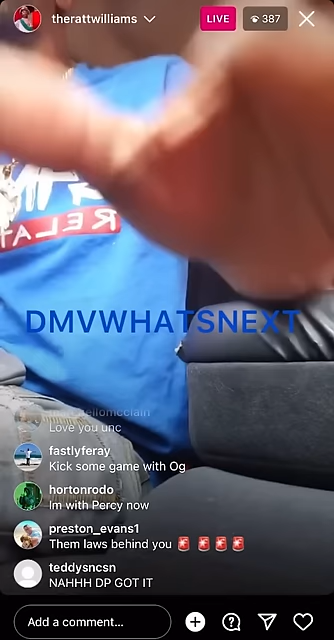 therattwilliams
LIVE
387
RELAT
DMVWHATSNEXT
Love you unc
fastlyferay
Kick some game with Og
hortonrodo
Im with Percy now
preston_evans1
Them laws behind you 🚨 🚨 🚨 🚨
teddysncsn
NAHHH DP GOT IT
Add a comment...